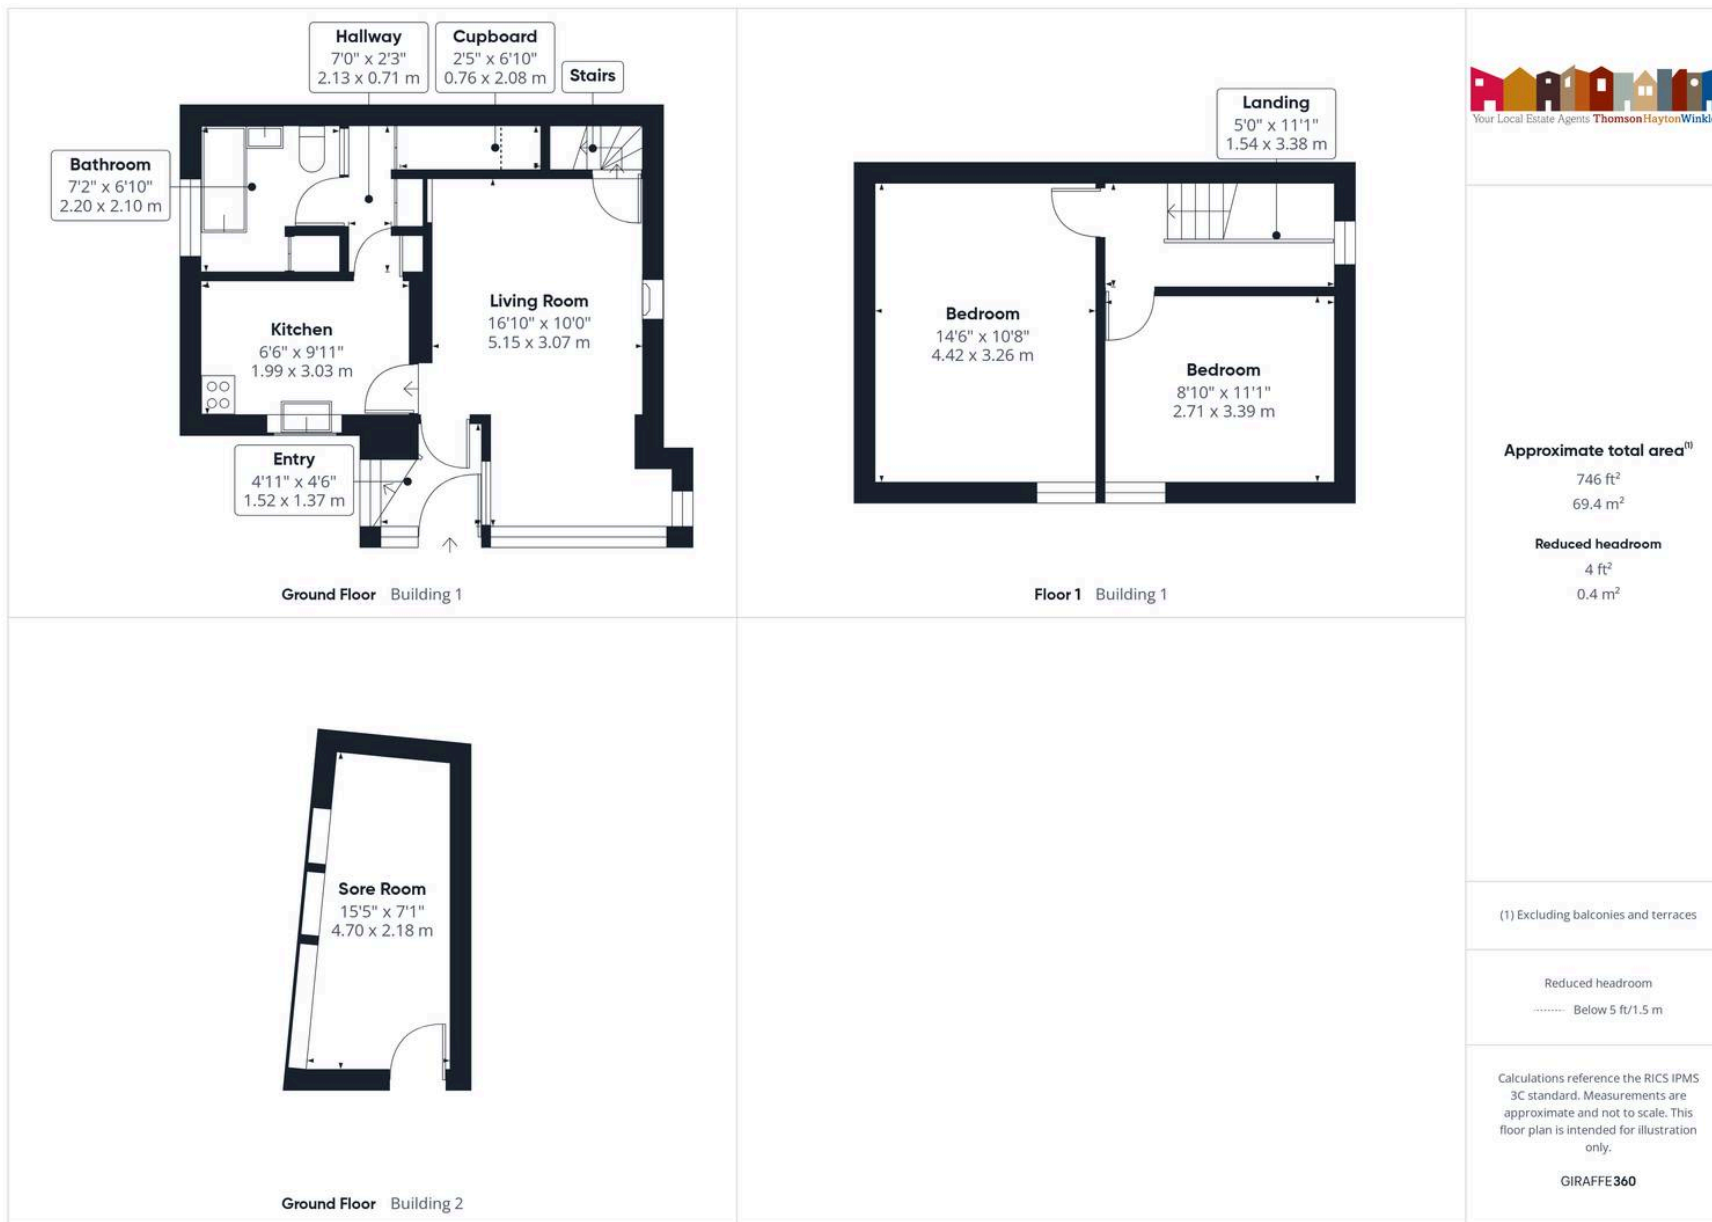 Hallway
7'0" x 2'3"
2.13 x 0.71 m
Cupboard
2'5" x 6'10"
0.76 x 2.08 m
Stairs
Bathroom
7'2" x 6'10"
2.20 x 2.10 m
Living Room
16'10" x 10'0"
5.15 x 3.07 m
Kitchen
6'6" x 9'11"
1.99 x 3.03 m
Entry
4'11" x 4'6"
1.52 x 1.37 m
Ground Floor Building 1
Landing
5'0" x 11'1"
1.54 x 3.38 m
Bedroom
14'6" x 10'8"
4.42 x 3.26 m
Bedroom
8'10" x 11'1"
2.71 x 3.39 m
Floor 1 Building 1
Sore Room
15'5" x 7'1"
4.70 x 2.18 m
Ground Floor Building 2
Your Local Estate Agents ThomsonHaytonWinkl
Approximate total area⁽¹⁾
746 ft²
69.4 m²
Reduced headroom
4 ft²
0.4 m²
(1) Excluding balconies and terraces
Reduced headroom
Below 5 ft/1.5 m
Calculations reference the RICS IPMS
3C standard. Measurements are
approximate and not to scale. This
floor plan is intended for illustration
only.
GIRAFFE360